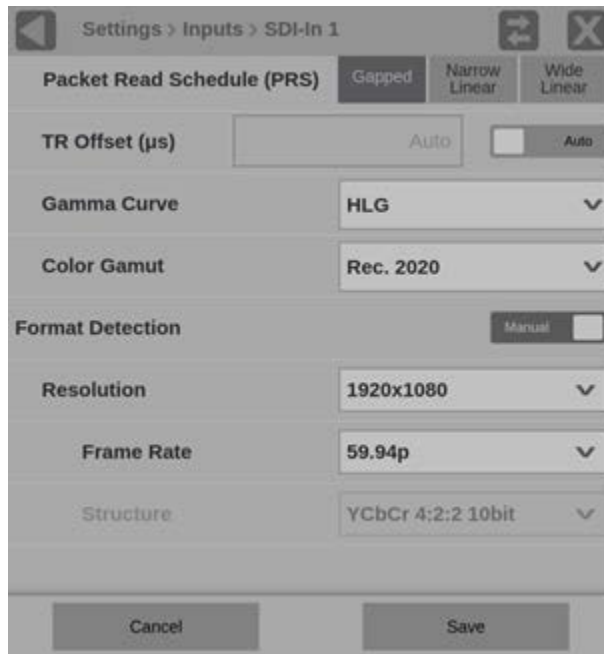 Settings > Inputs > SDI-In 1
Packet Read Schedule (PRS) Gapped Narrow Linear Wide Linear
TR Offset (µs) Auto Auto
Gamma Curve HLG
Color Gamut Rec. 2020
Format Detection Manual
Resolution 1920x1080
Frame Rate 59.94p
Structure YCbCr 4:2:2 10bit
Cancel Save